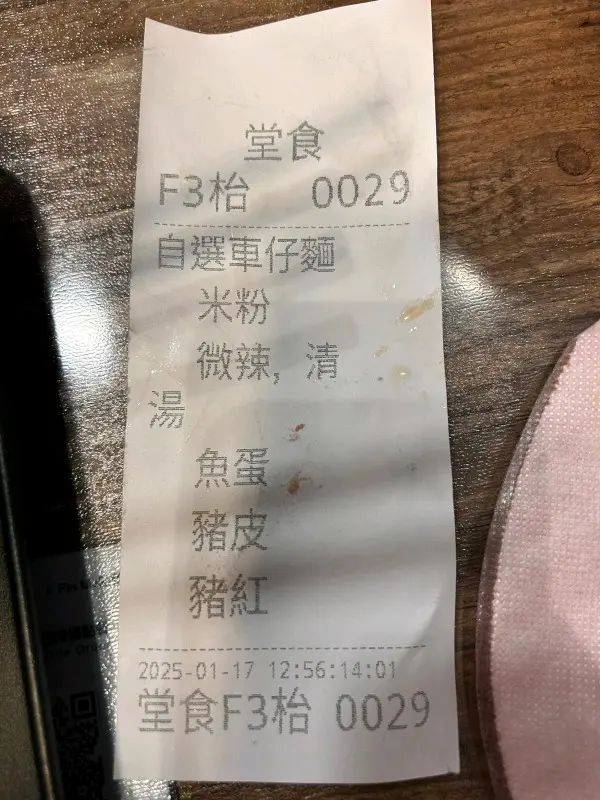 堂食
F3枱 0029
自選車仔麵
米粉
微辣, 清
湯
魚蛋
豬皮
豬紅
2025-01-17 12:56:14:01
堂食F3枱 0029